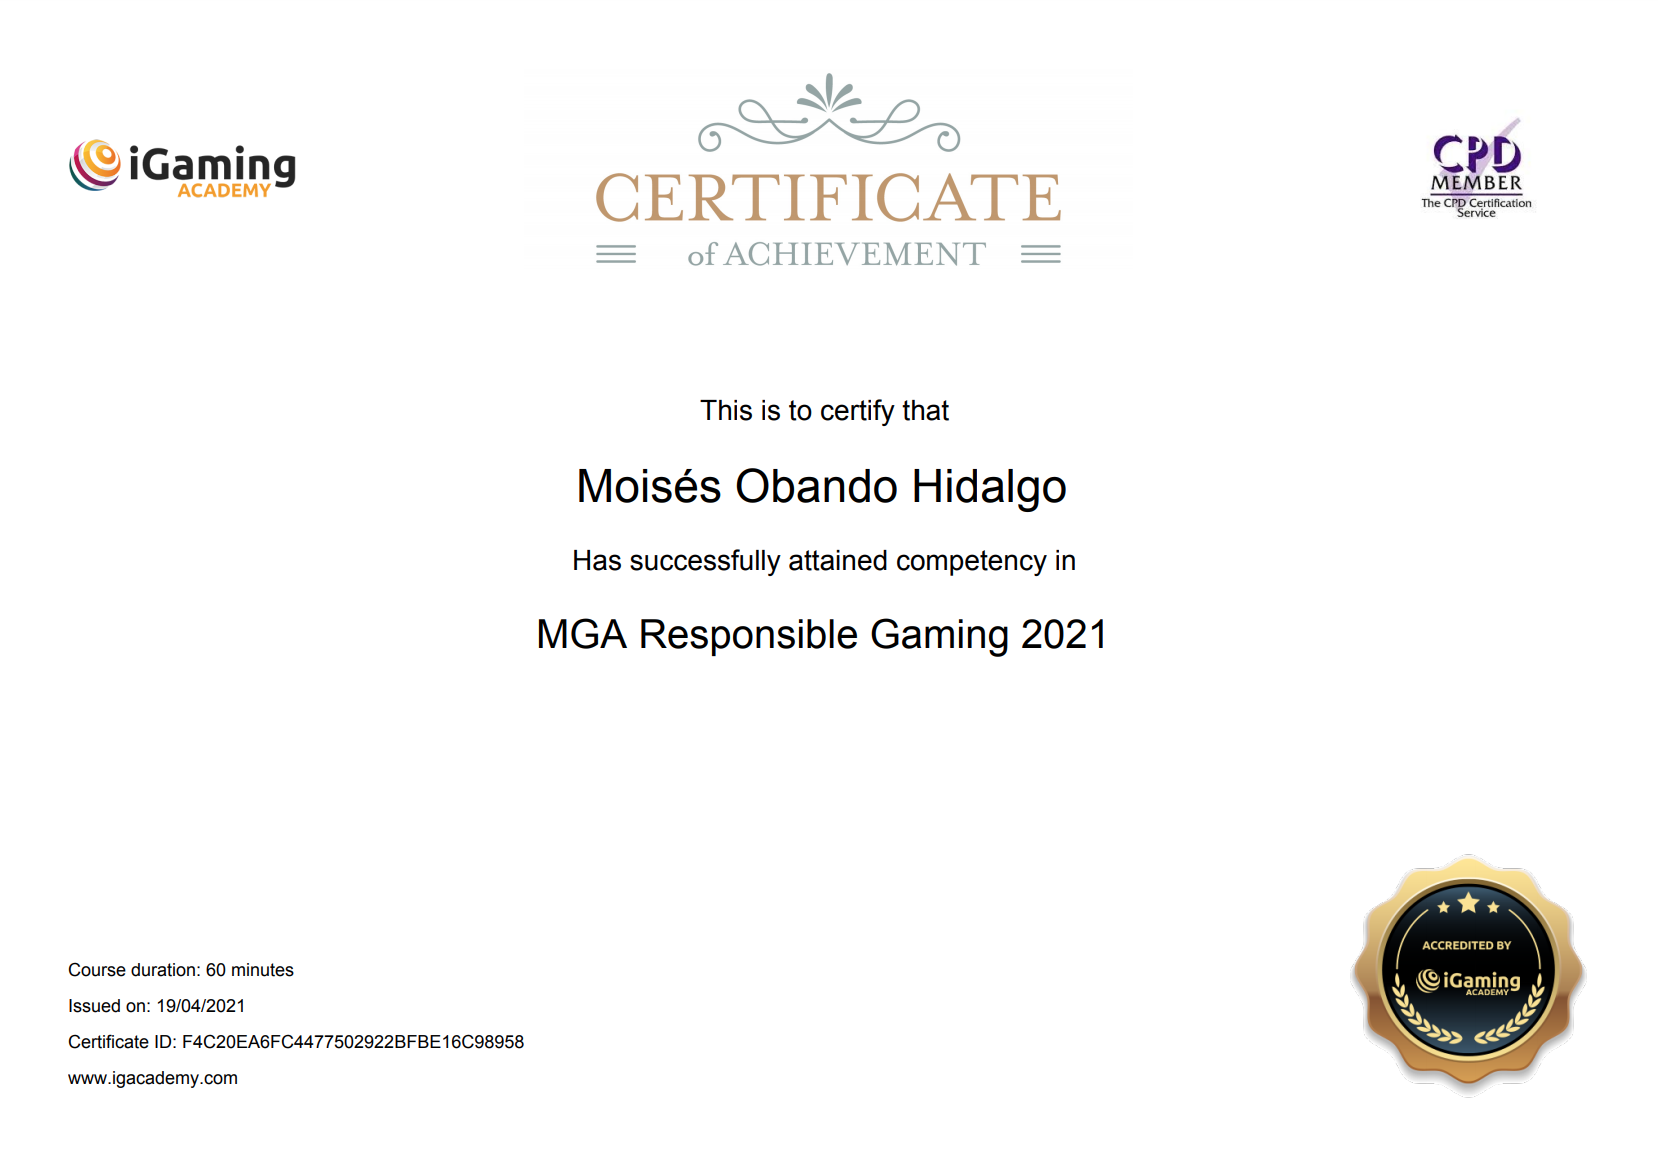 iGaming
ACADEMY
CERTIFICATE
of ACHIEVEMENT
CPD
MEMBER
The CPD Certification
Service
This is to certify that
Moisés Obando Hidalgo
Has successfully attained competency in
MGA Responsible Gaming 2021
Course duration: 60 minutes
Issued on: 19/04/2021
Certificate ID: F4C20EA6FC4477502922BFBE16C98958
www.igacademy.com
ACCREDITED BY
iGaming
ACADEMY